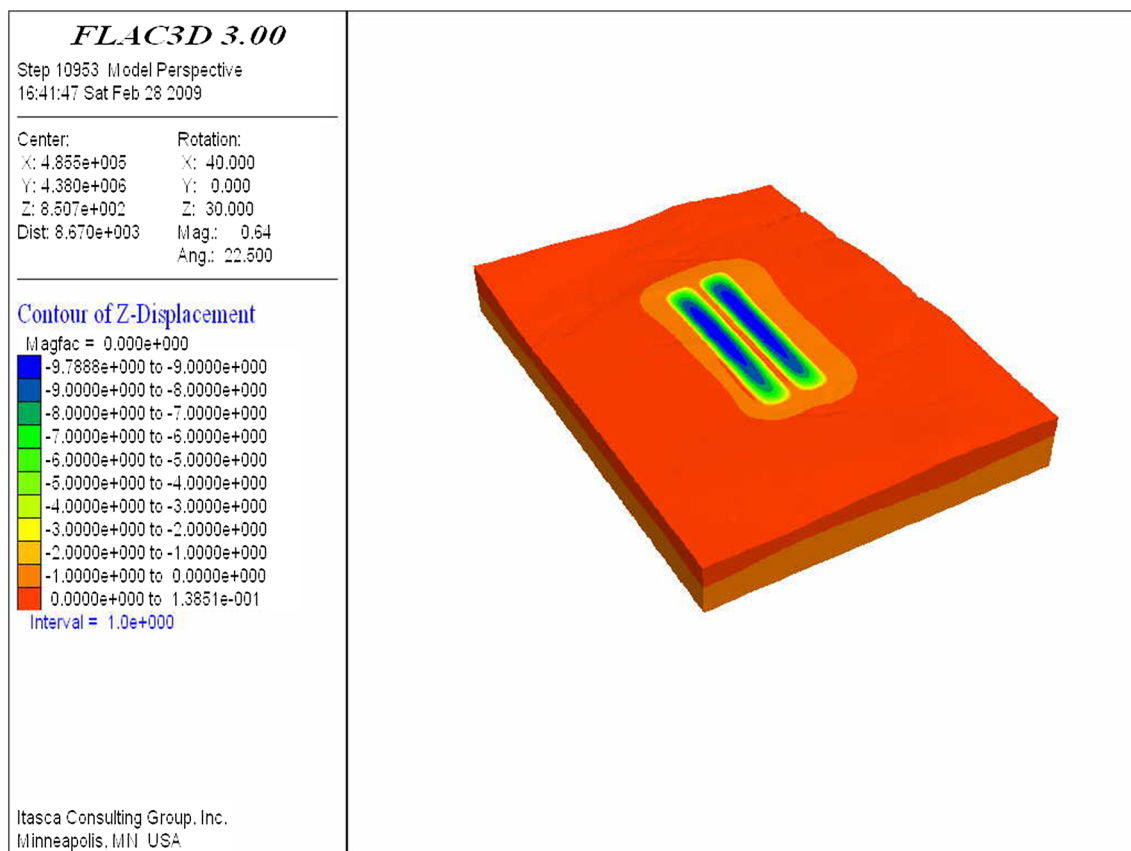 FLAC3D 3.00
Step 10953 Model Perspective
16:41:47 Sat Feb 28 2009
Center:
X: 4.855e+005
Y: 4.380e+006
Z: 8.507e+002
Dist: 8.670e+003
Rotation:
X: 40.000
Y: 0.000
Z: 30.000
Mag.: 0.64
Ang.: 22.500
Contour of Z-Displacement
Magfac = 0.000e+000
-9.7888e+000 to -9.0000e+000
-9.0000e+000 to -8.0000e+000
-8.0000e+000 to -7.0000e+000
-7.0000e+000 to -6.0000e+000
-6.0000e+000 to -5.0000e+000
-5.0000e+000 to -4.0000e+000
-4.0000e+000 to -3.0000e+000
-3.0000e+000 to -2.0000e+000
-2.0000e+000 to -1.0000e+000
-1.0000e+000 to 0.0000e+000
0.0000e+000 to 1.3851e-001
Interval = 1.0e+000
Itasca Consulting Group, Inc.
Minneapolis, MN USA